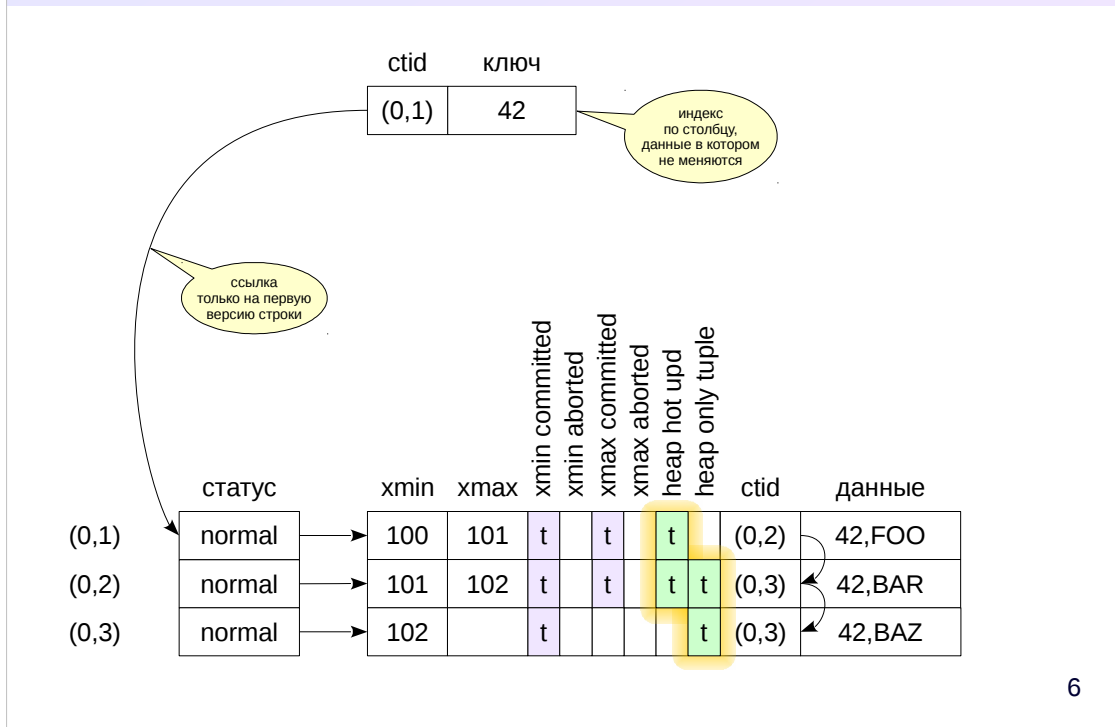 ctid ключ
(0,1) 42
индекс
по столбцу,
данные в котором
не меняются
ссылка
только на первую
версию строки
статус xmin xmax xmin committed xmin aborted xmax committed xmax aborted heap hot upd heap only tuple ctid данные
(0,1) normal 100 101 t t t (0,2) 42,FOO
(0,2) normal 101 102 t t t t (0,3) 42,BAR
(0,3) normal 102 t t (0,3) 42,BAZ
6